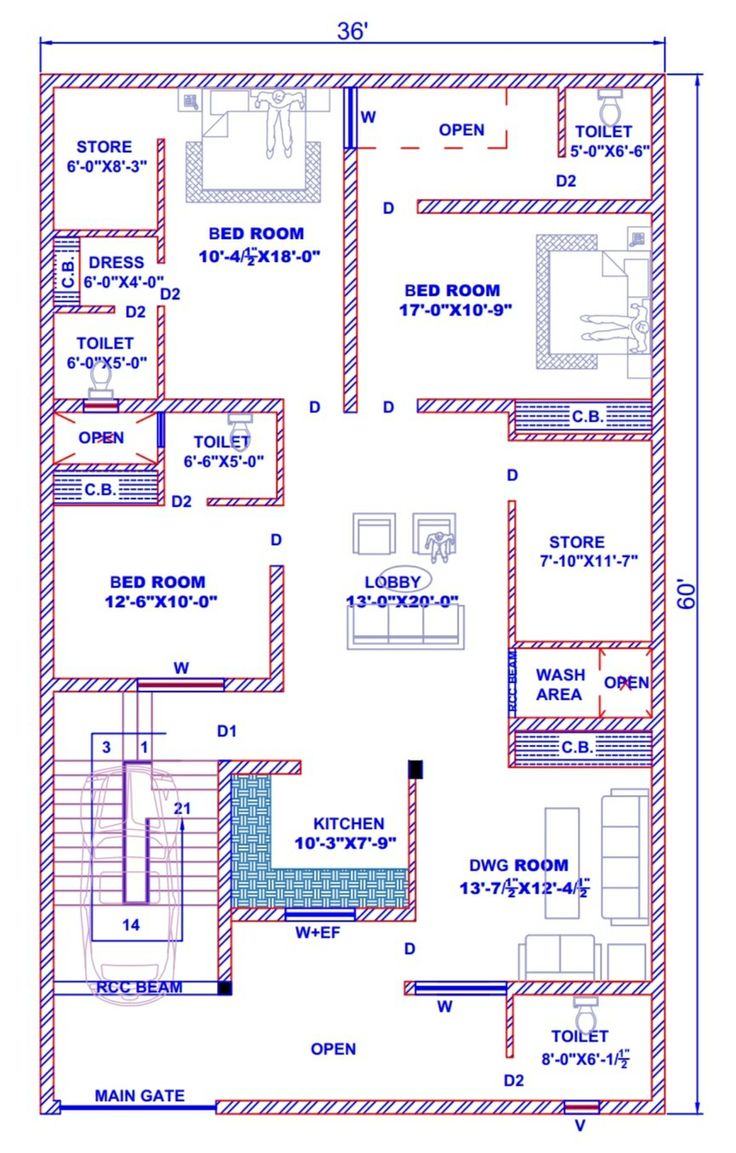 36'
STORE
6'-0"X8'-3"
W
OPEN
TOILET
5'-0"X6'-6"
D2
D
BED ROOM
10'-4/½"X18'-0"
C.B.
DRESS
6'-0"X4'-0"
D2
D2
BED ROOM
17'-0"X10'-9"
TOILET
6'-0"X5'-0"
D
D
C.B.
OPEN
TOILET
6'-6"X5'-0"
C.B.
D2
D
D
STORE
7'-10"X11'-7"
BED ROOM
12'-6"X10'-0"
LOBBY
13'-0"X20'-0"
60'
W
RCC BEAM
WASH
AREA
OPEN
D1
3
1
C.B.
21
KITCHEN
10'-3"X7'-9"
DWG ROOM
13'-7/½"X12'-4/½"
14
W+EF
D
RCC BEAM
W
OPEN
TOILET
8'-0"X6'-1/½"
D2
MAIN GATE
V